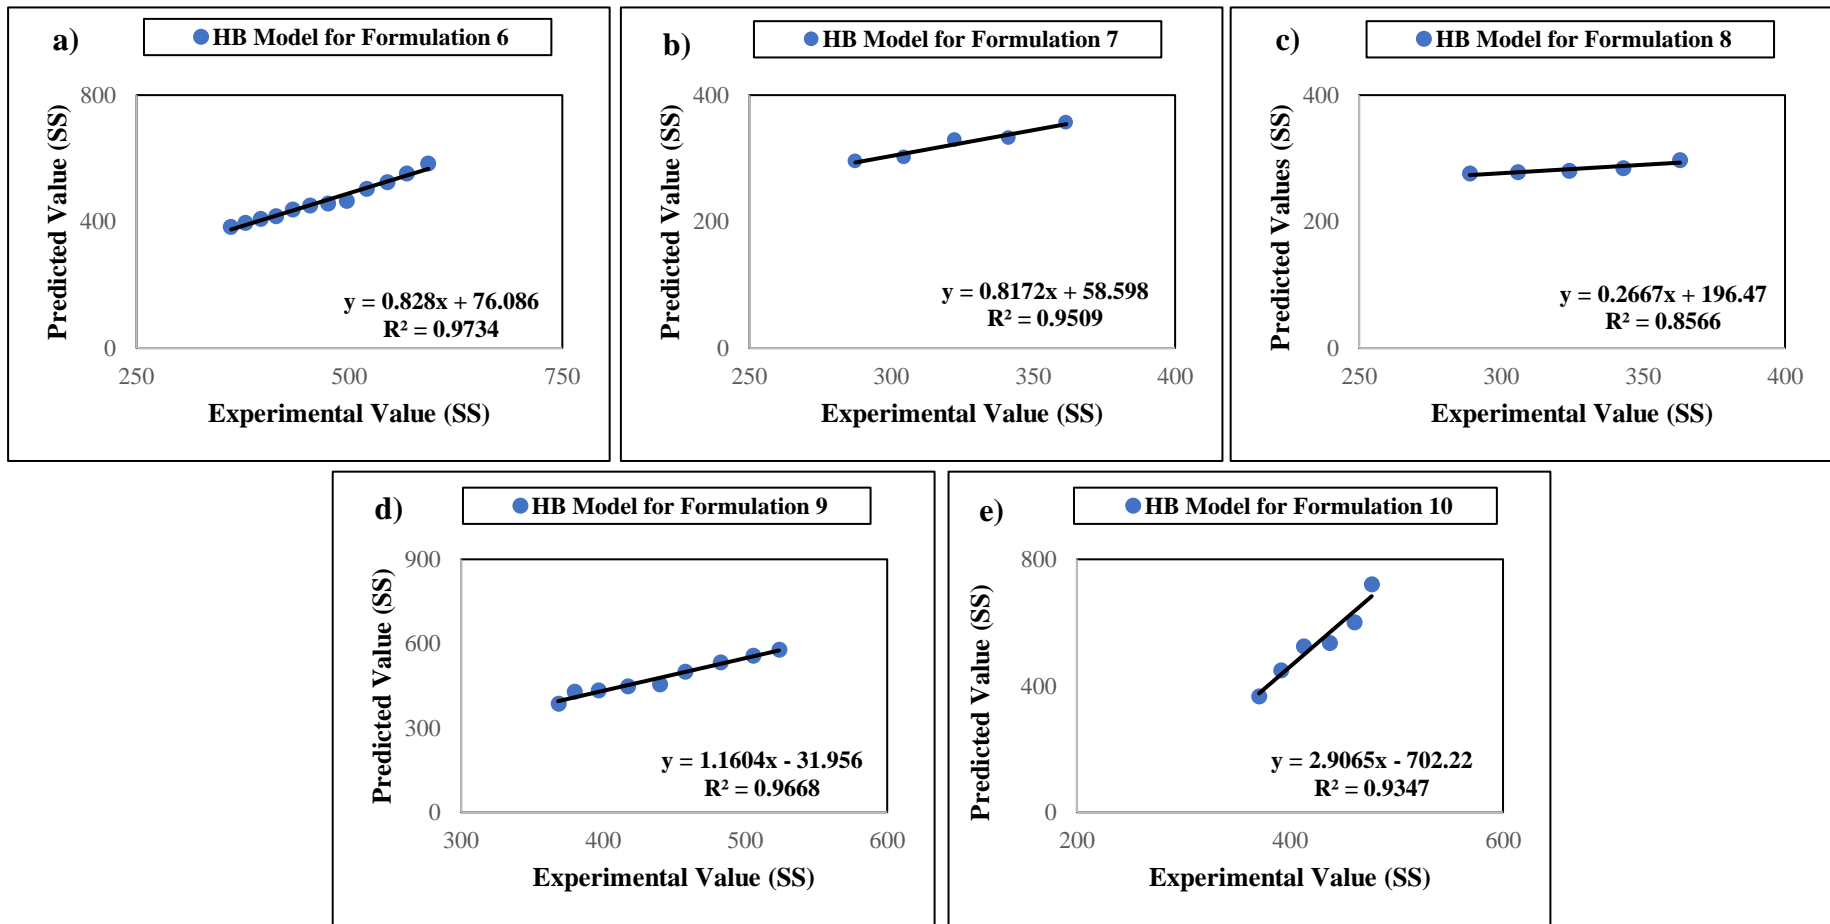 a)
HB Model for Formulation 6
800
400
0
250 500 750
Predicted Value (SS)
Experimental Value (SS)
y = 0.828x + 76.086
R² = 0.9734
b)
HB Model for Formulation 7
400
200
0
250 300 350 400
Predicted Value (SS)
Experimental Value (SS)
y = 0.8172x + 58.598
R² = 0.9509
c)
HB Model for Formulation 8
400
200
0
250 300 350 400
Predicted Values (SS)
Experimental Value (SS)
y = 0.2667x + 196.47
R² = 0.8566
d)
HB Model for Formulation 9
900
600
300
0
300 400 500 600
Predicted Value (SS)
Experimental Value (SS)
y = 1.1604x - 31.956
R² = 0.9668
e)
HB Model for Formulation 10
800
400
0
200 400 600
Predicted Value (SS)
Experimental Value (SS)
y = 2.9065x - 702.22
R² = 0.9347